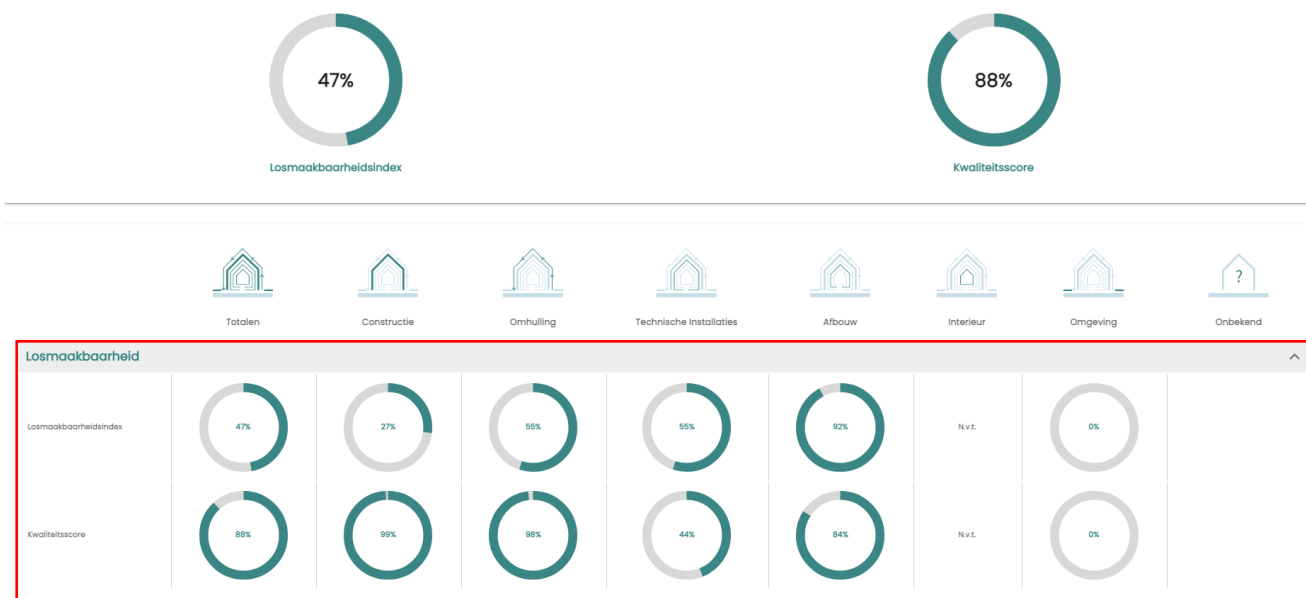 47%
88%
Losmaakbaarheidsindex
Kwaliteitsscore
?
Totalen
Constructie
Omhulling
Technische Installaties
Afbouw
Interieur
Omgeving
Onbekend
Losmaakbaarheid
Losmaakbaarheidsindex
47%
27%
55%
55%
92%
N.v.t.
0%
Kwaliteitsscore
88%
99%
98%
44%
84%
N.v.t.
0%